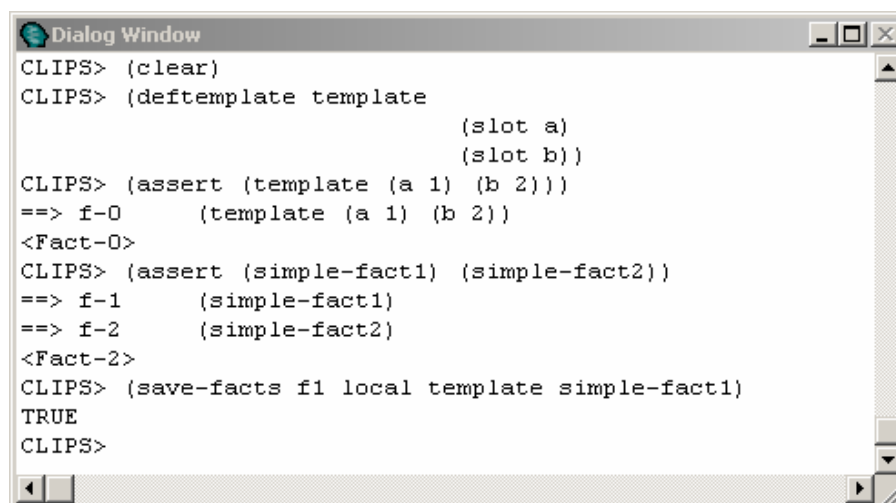 Dialog Window
CLIPS> (clear)
CLIPS> (deftemplate template
(slot a)
(slot b))
CLIPS> (assert (template (a 1) (b 2)))
==> f-0     (template (a 1) (b 2))
<Fact-0>
CLIPS> (assert (simple-fact1) (simple-fact2))
==> f-1     (simple-fact1)
==> f-2     (simple-fact2)
<Fact-2>
CLIPS> (save-facts f1 local template simple-fact1)
TRUE
CLIPS>